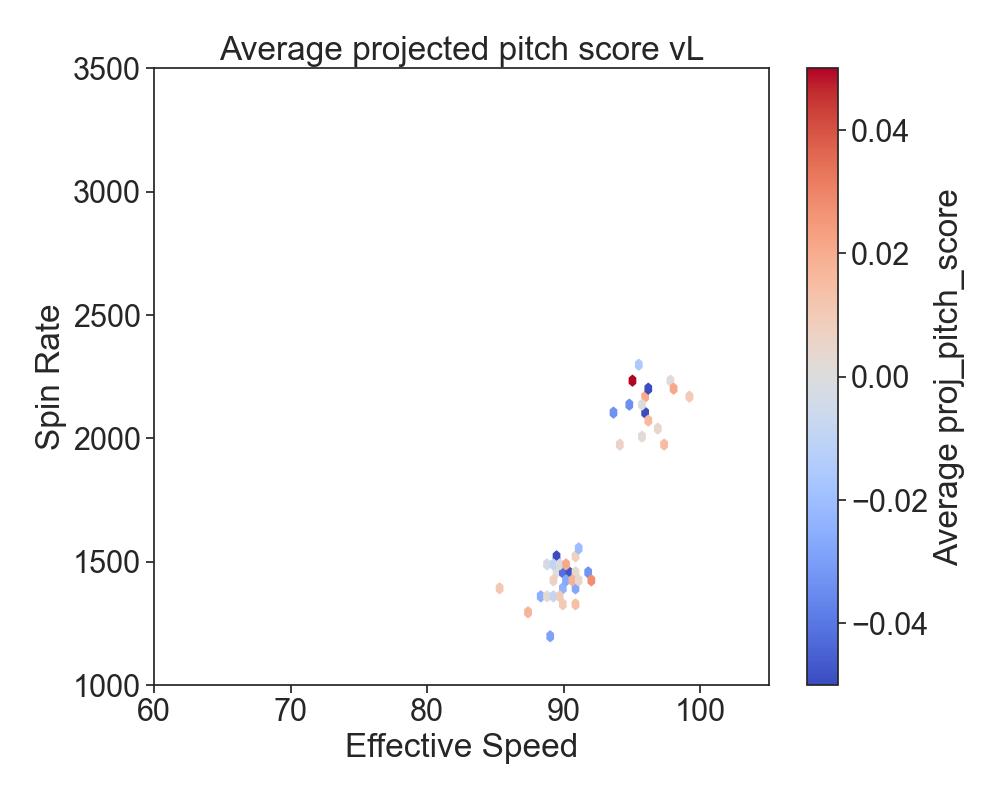 Average projected pitch score vL
3500
3000
2500
2000
1500
1000
Spin Rate
60 70 80 90 100
Effective Speed
0.04
0.02
0.00
−0.02
−0.04
Average proj_pitch_score